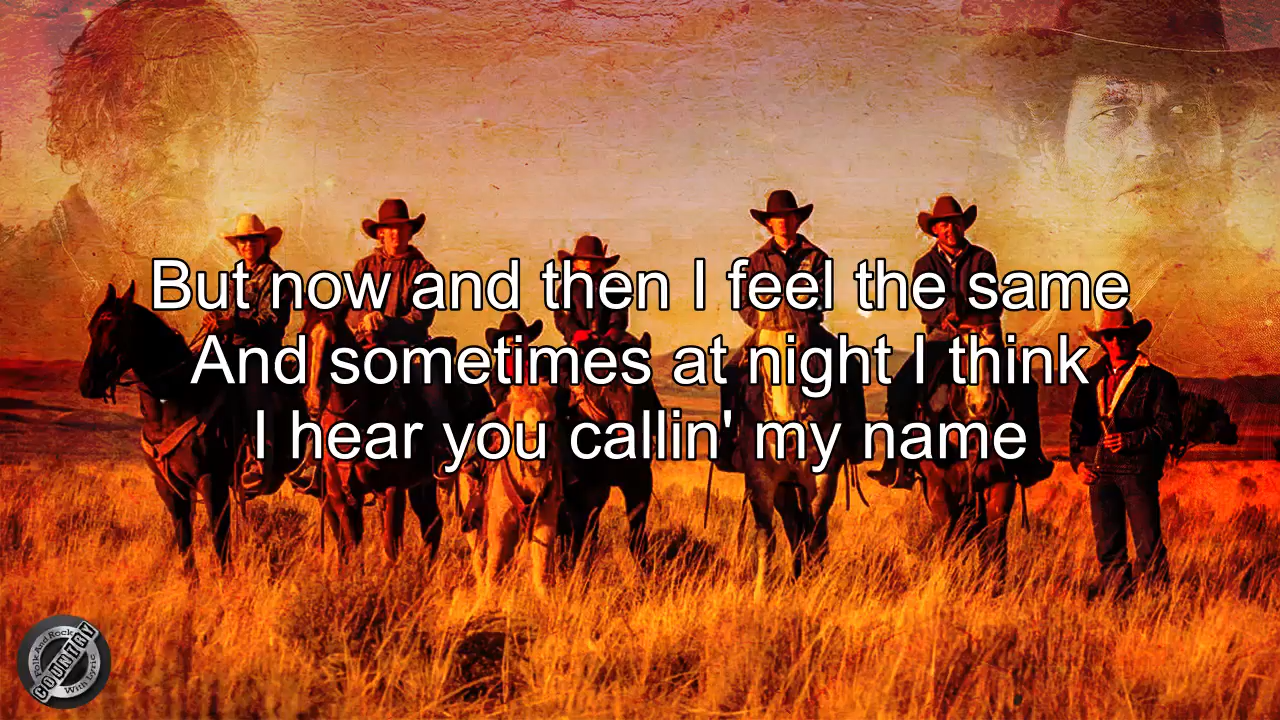 But now and then I feel the same
And sometimes at night I think
I hear you callin' my name
Folk And Rock
COUNTRY
With Lyric